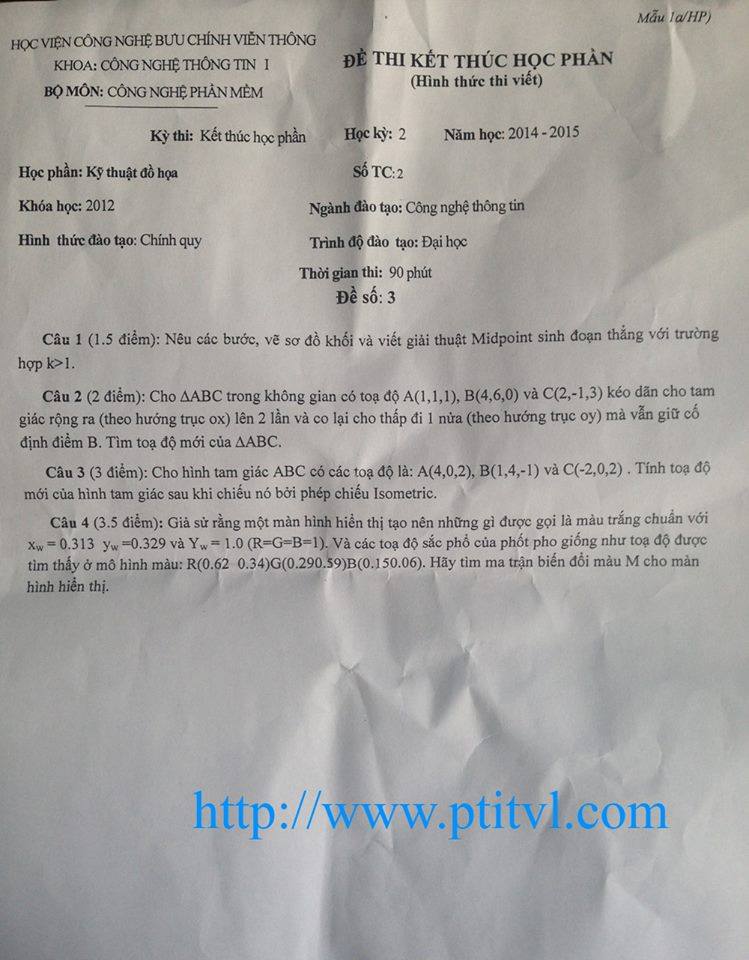 Mẫu 1a/HP)
HỌC VIỆN CÔNG NGHỆ BƯU CHÍNH VIỄN THÔNG
KHOA: CÔNG NGHỆ THÔNG TIN I
BỘ MÔN: CÔNG NGHỆ PHẦN MỀM
ĐỀ THI KẾT THÚC HỌC PHẦN
(Hình thức thi viết)
Kỳ thi: Kết thúc học phần Học kỳ: 2 Năm học: 2014 - 2015
Học phần: Kỹ thuật đồ họa Số TC:2
Khóa học: 2012 Ngành đào tạo: Công nghệ thông tin
Hình thức đào tạo: Chính quy Trình độ đào tạo: Đại học
Thời gian thi: 90 phút
Đề số: 3
Câu 1 (1.5 điểm): Nêu các bước, vẽ sơ đồ khối và viết giải thuật Midpoint sinh đoạn thẳng với trường
hợp k>1.
Câu 2 (2 điểm): Cho ΔABC trong không gian có toạ độ A(1,1,1), B(4,6,0) và C(2,-1,3) kéo dãn cho tam
giác rộng ra (theo hướng trục ox) lên 2 lần và co lại cho thấp đi 1 nửa (theo hướng trục oy) mà vẫn giữ cố
định điểm B. Tìm toạ độ mới của ΔABC.
Câu 3 (3 điểm): Cho hình tam giác ABC có các toạ độ là: A(4,0,2), B(1,4,-1) và C(-2,0,2) . Tính toạ độ
mới của hình tam giác sau khi chiếu nó bởi phép chiếu Isometric.
Câu 4 (3.5 điểm): Giả sử rằng một màn hình hiển thị tạo nên những gì được gọi là màu trắng chuẩn với
xw = 0.313 yw =0.329 và Yw = 1.0 (R=G=B=1). Và các toạ độ sắc phổ của phốt pho giống như toạ độ được
tìm thấy ở mô hình màu: R(0.62 0.34)G(0.290.59)B(0.150.06). Hãy tìm ma trận biến đổi màu M cho màn
hình hiển thị.
http://www.ptitvl.com